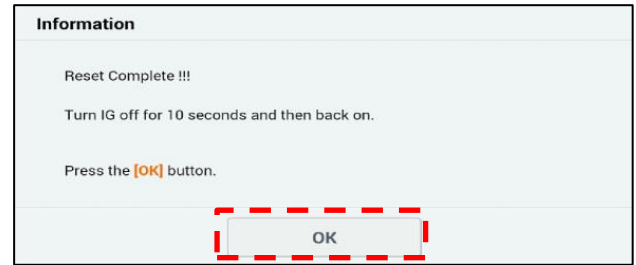 Information
Reset Complete !!!
Turn IG off for 10 seconds and then back on.
Press the [OK] button.
OK